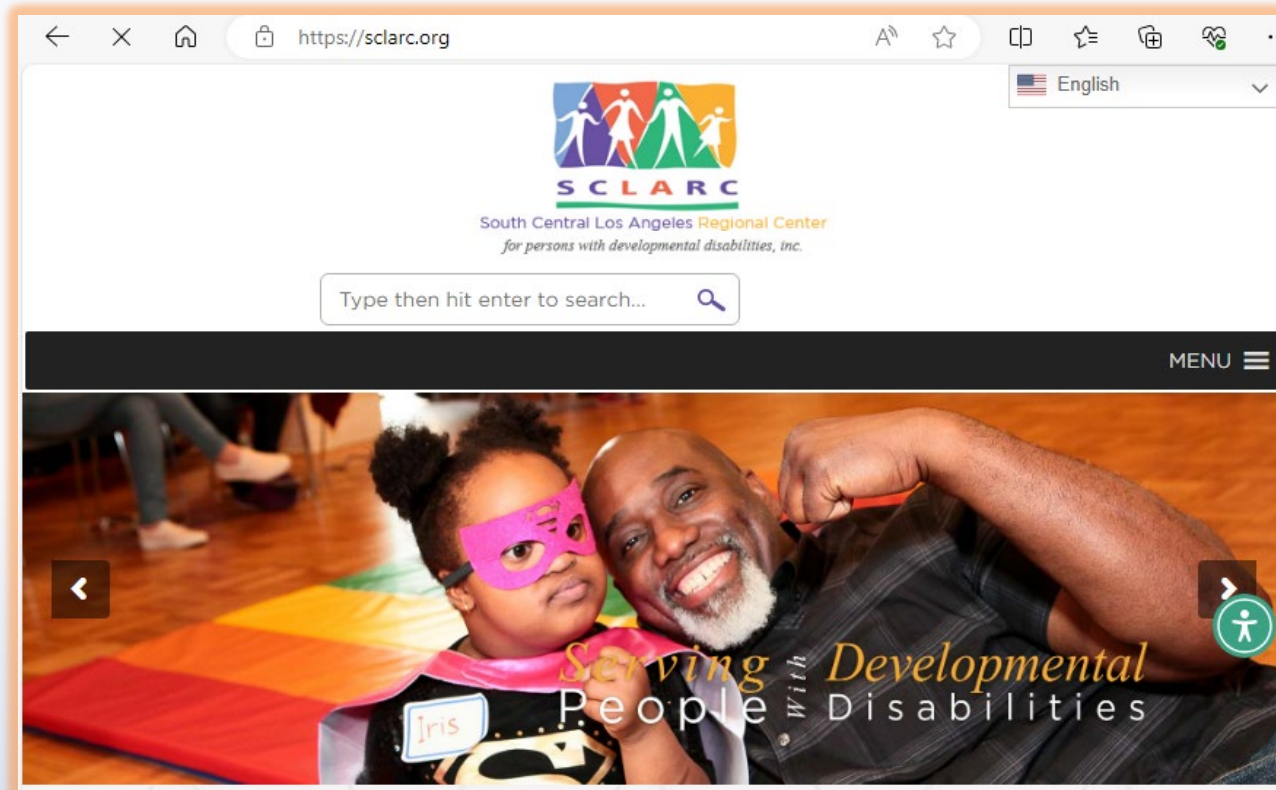 https://sclarc.org
English
SCLARC
South Central Los Angeles Regional Center
for persons with developmental disabilities, inc.
Type then hit enter to search...
MENU
Serving With Developmental
People Disabilities
Iris
S